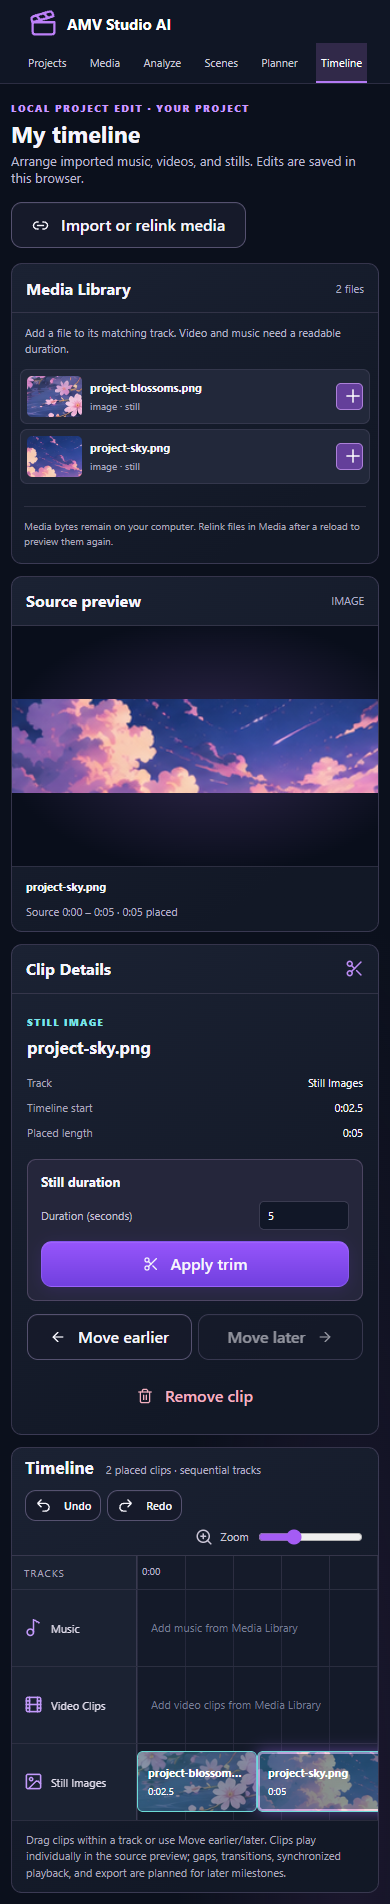 AMV Studio AI
Projects Media Analyze Scenes Planner Timeline
LOCAL PROJECT EDIT · YOUR PROJECT
My timeline
Arrange imported music, videos, and stills. Edits are saved in
this browser.
Import or relink media
Media Library 2 files
Add a file to its matching track. Video and music need a readable
duration.
project-blossoms.png
image · still
project-sky.png
image · still
Media bytes remain on your computer. Relink files in Media after a reload to
preview them again.
Source preview IMAGE
project-sky.png
Source 0:00 – 0:05 · 0:05 placed
Clip Details
STILL IMAGE
project-sky.png
Track Still Images
Timeline start 0:02.5
Placed length 0:05
Still duration
Duration (seconds) 5
Apply trim
Move earlier Move later
Remove clip
Timeline 2 placed clips · sequential tracks
Undo Redo
Zoom
TRACKS 0:00
Music Add music from Media Library
Video Clips Add video clips from Media Library
Still Images
project-blossom... project-sky.png
0:02.5 0:05
Drag clips within a track or use Move earlier/later. Clips play
individually in the source preview; gaps, transitions, synchronized
playback, and export are planned for later milestones.